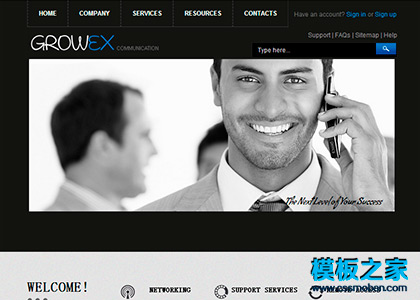 HOME COMPANY SERVICES RESOURCES CONTACTS
Have an account? Sign in or Sign up
GROWEX COMMUNICATION
Support | FAQs | Sitemap | Help
Type here...
The Next Level of Your Success
模板之家
www.cssmoban.com
WELCOME!
NETWORKING
SUPPORT SERVICES